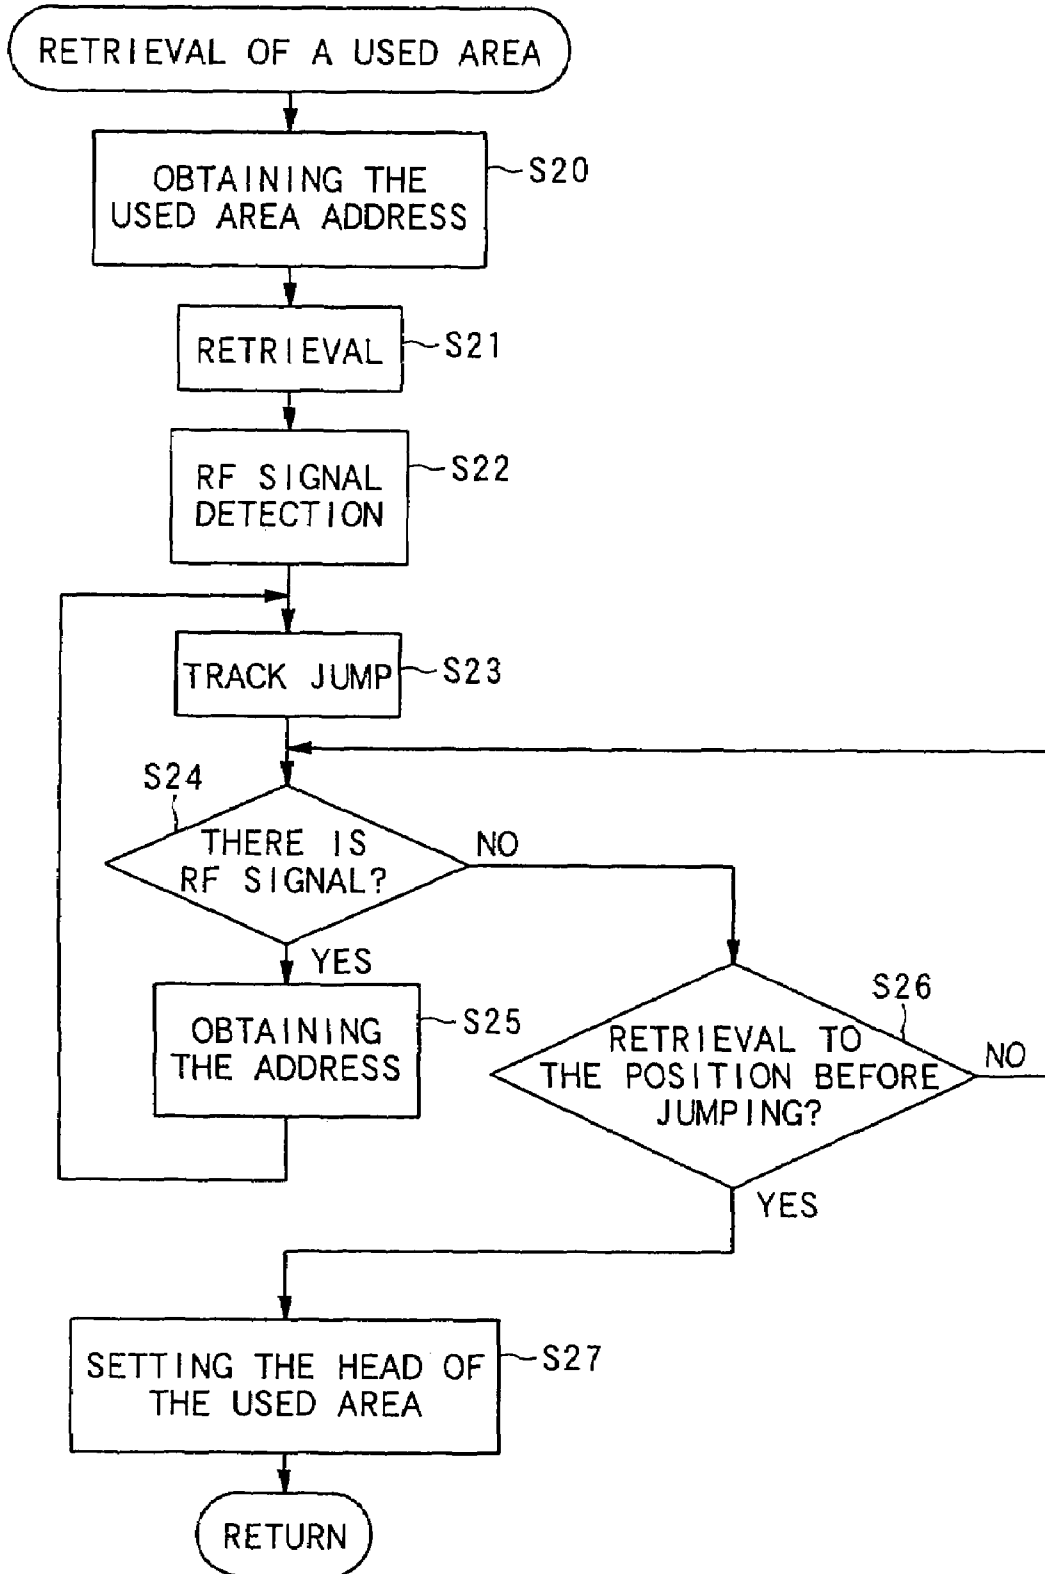 RETRIEVAL OF A USED AREA
OBTAINING THE
USED AREA ADDRESS
S20
RETRIEVAL
S21
RF SIGNAL
DETECTION
S22
TRACK JUMP
S23
S24
THERE IS
RF SIGNAL?
NO
YES
OBTAINING
THE ADDRESS
S25
S26
RETRIEVAL TO
THE POSITION BEFORE
JUMPING?
NO
YES
SETTING THE HEAD OF
THE USED AREA
S27
RETURN